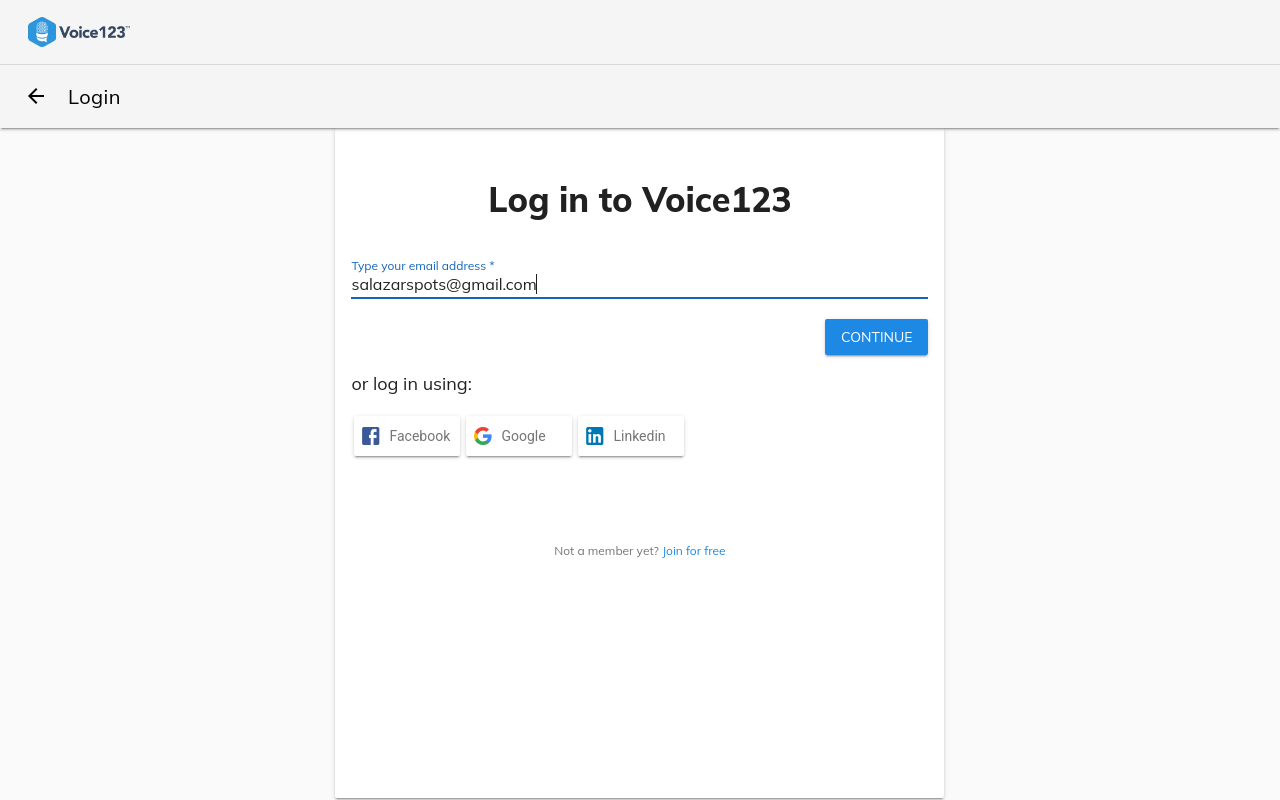 Voice123™
Login
Log in to Voice123
Type your email address *
salazarspots@gmail.com
CONTINUE
or log in using:
Facebook
Google
Linkedin
Not a member yet? Join for free